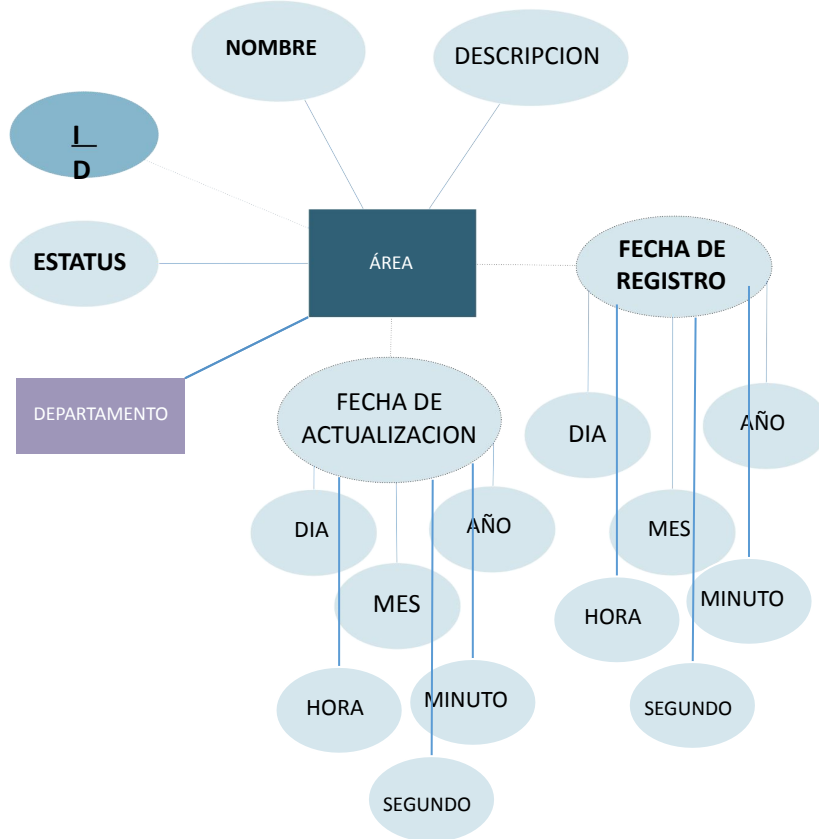 NOMBRE
DESCRIPCION
I
D
ESTATUS
ÁREA
FECHA DE
REGISTRO
DEPARTAMENTO
FECHA DE
ACTUALIZACION
DIA
AÑO
DIA
AÑO
MES
MES
HORA
MINUTO
HORA
MINUTO
SEGUNDO
SEGUNDO